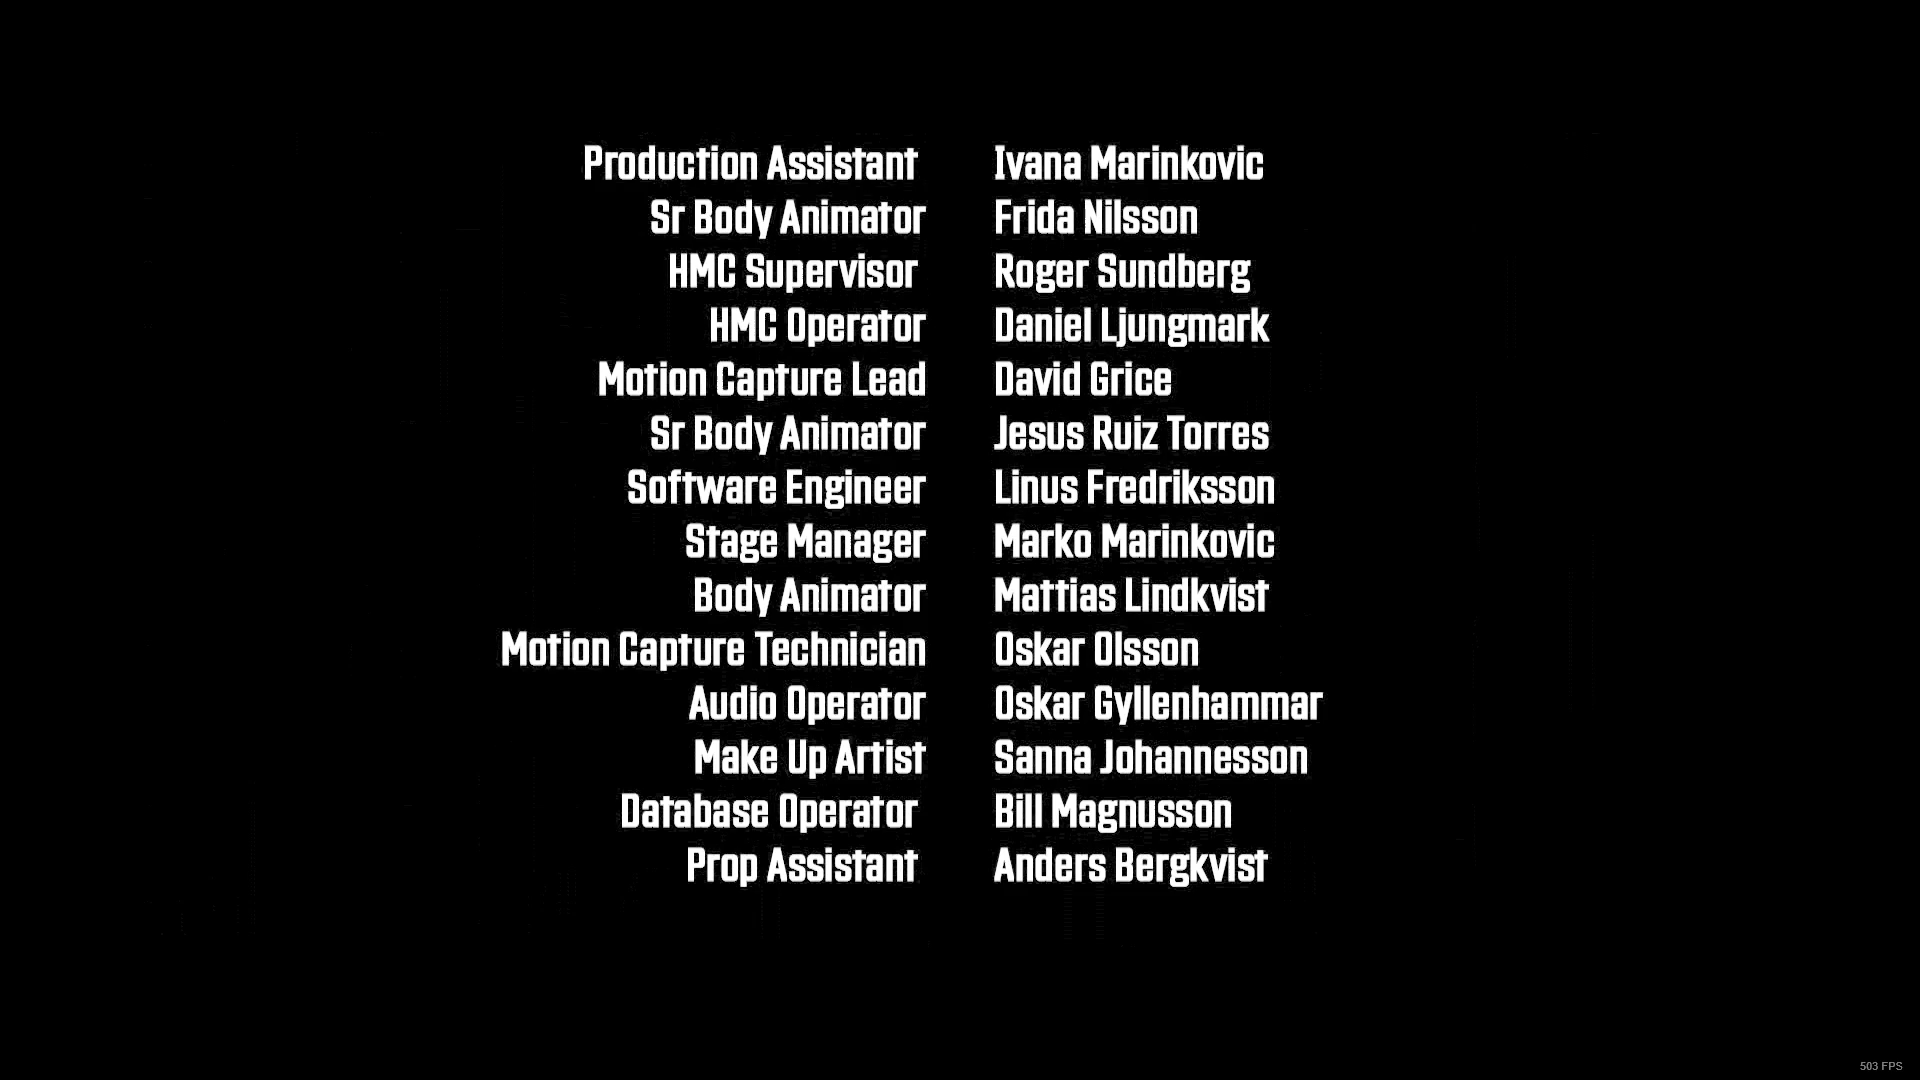 Production Assistant Ivana Marinkovic
Sr Body Animator Frida Nilsson
HMC Supervisor Roger Sundberg
HMC Operator Daniel Ljungmark
Motion Capture Lead David Grice
Sr Body Animator Jesus Ruiz Torres
Software Engineer Linus Fredriksson
Stage Manager Marko Marinkovic
Body Animator Mattias Lindkvist
Motion Capture Technician Oskar Olsson
Audio Operator Oskar Gyllenhammar
Make Up Artist Sanna Johannesson
Database Operator Bill Magnusson
Prop Assistant Anders Bergkvist
503 FPS